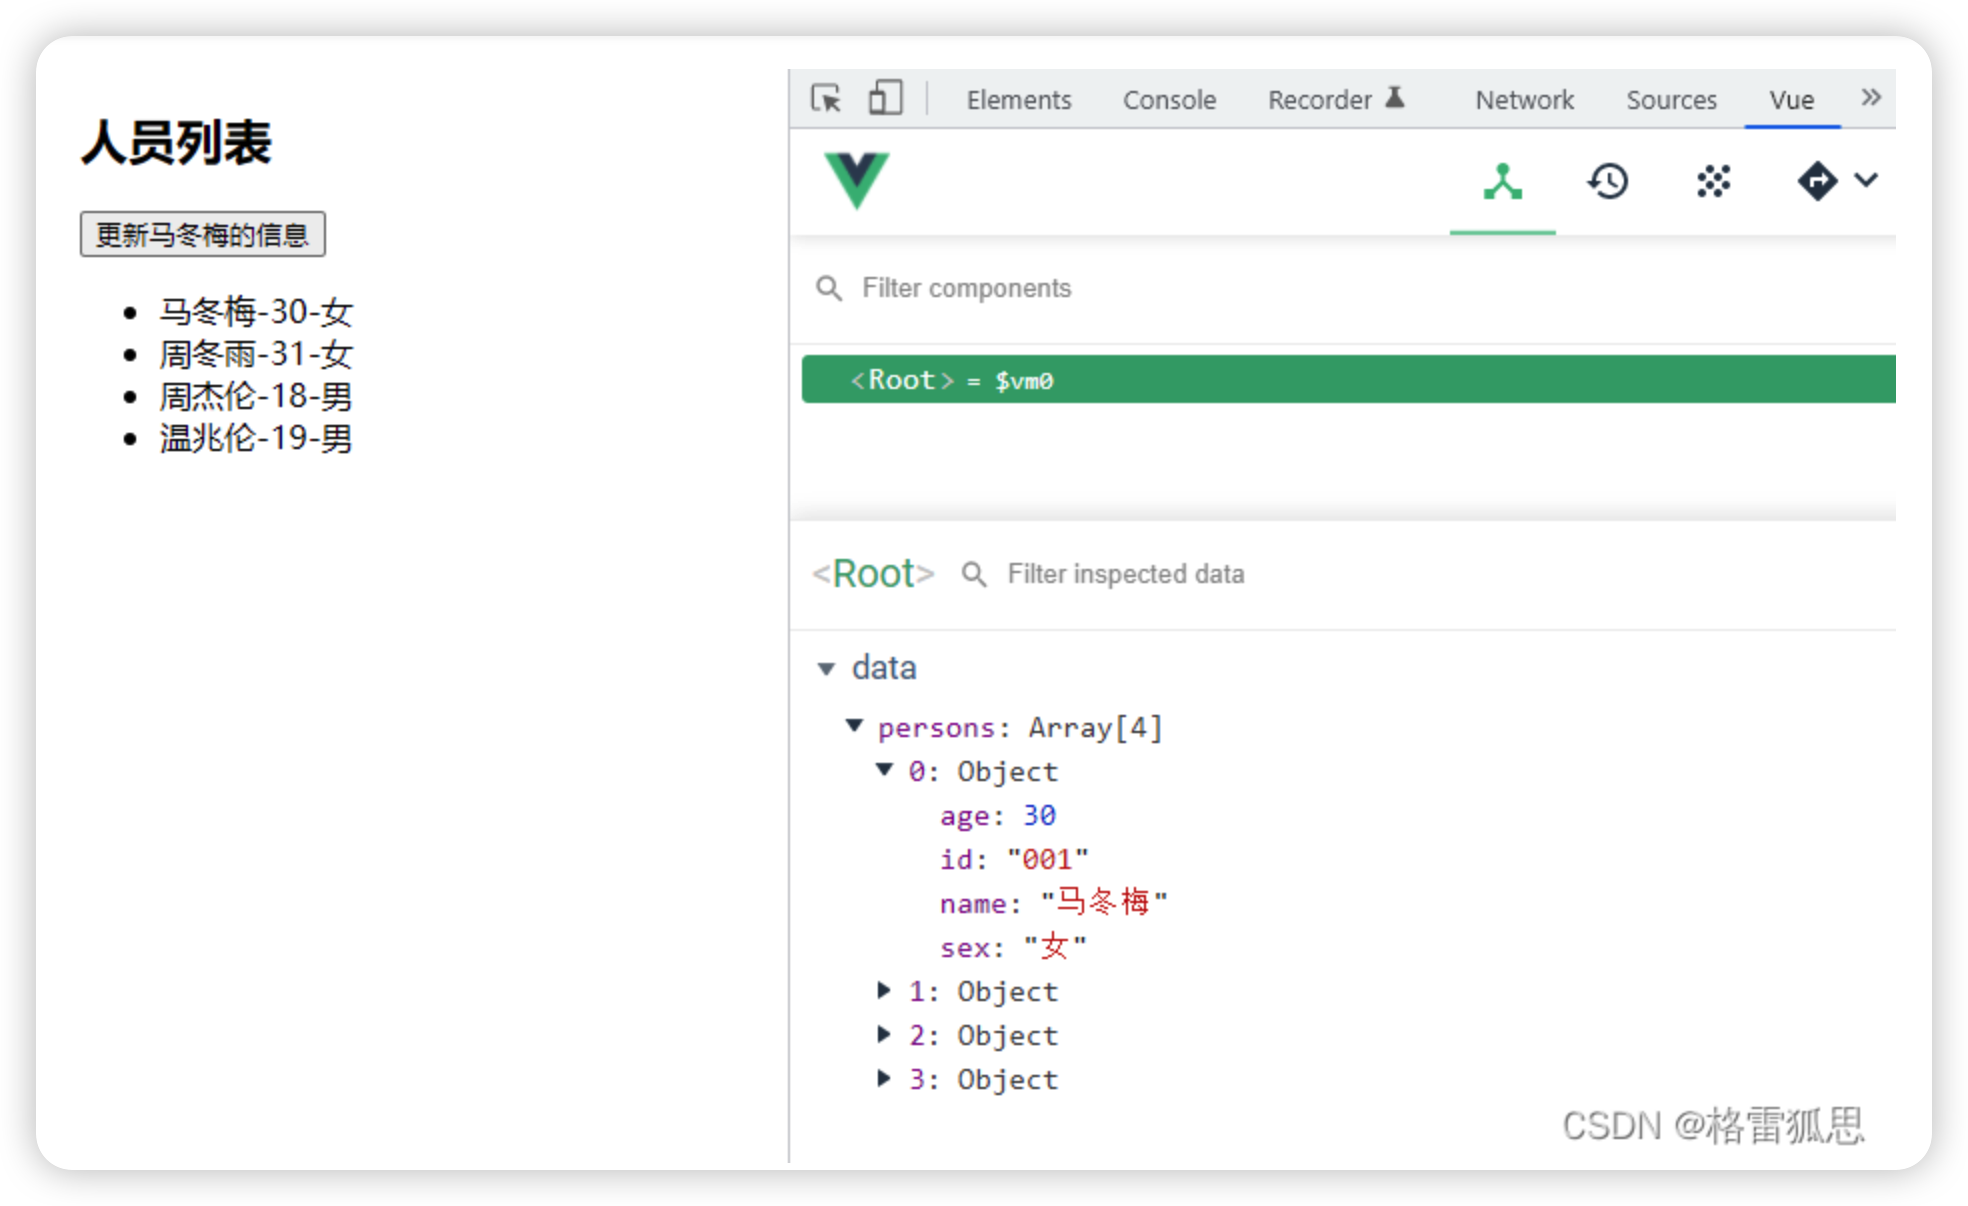 人员列表
更新马冬梅的信息
马冬梅-30-女
周冬雨-31-女
周杰伦-18-男
温兆伦-19-男
Elements Console Recorder Network Sources Vue
Filter components
<Root> = $vm0
<Root> Filter inspected data
data
persons: Array[4]
0: Object
age: 30
id: "001"
name: "马冬梅"
sex: "女"
1: Object
2: Object
3: Object
CSDN @格雷狐思